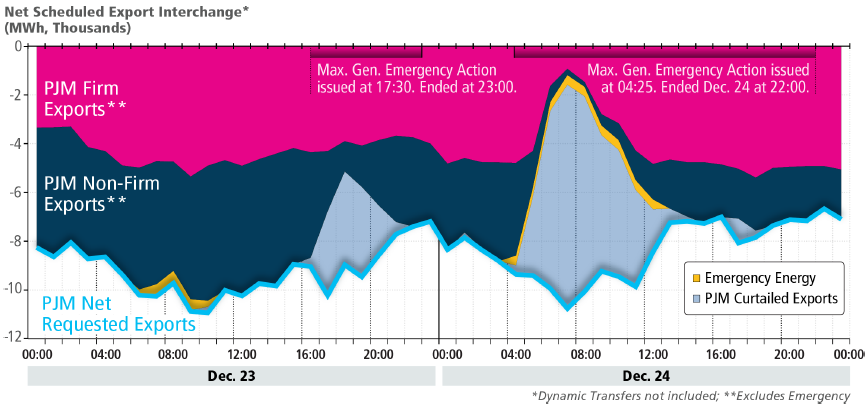 Net Scheduled Export Interchange*
(MWh, Thousands)
0
-2
-4
-6
-8
-10
-12
PJM Firm
Exports**
Max. Gen. Emergency Action
issued at 17:30. Ended at 23:00.
Max. Gen. Emergency Action issued
at 04:25. Ended Dec. 24 at 22:00.
PJM Non-Firm
Exports**
PJM Net
Requested Exports
Emergency Energy
PJM Curtailed Exports
00:00 04:00 08:00 12:00 16:00 20:00 00:00 04:00 08:00 12:00 16:00 20:00 00:00
Dec. 23 Dec. 24
*Dynamic Transfers not included; **Excludes Emergency